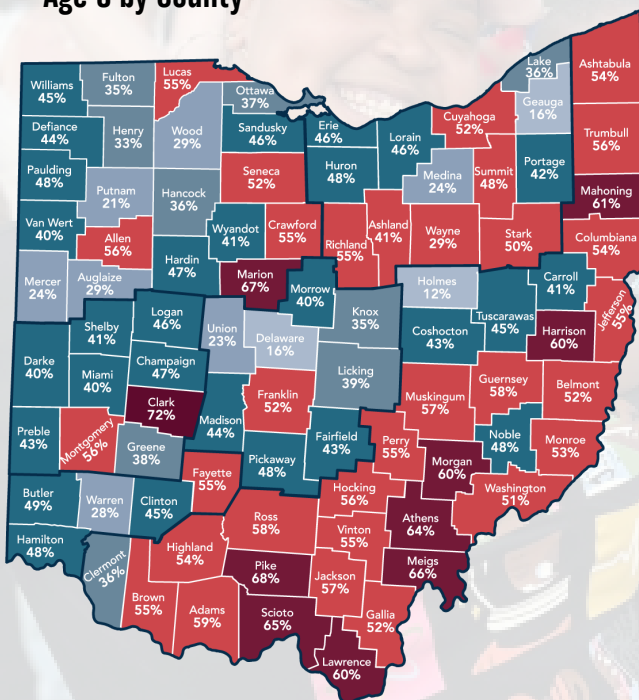 Age 8 by County
Williams
45%
Fulton
35%
Lucas
55%
Ottawa
37%
Lake
36%
Ashtabula
54%
Geauga
16%
Defiance
44%
Henry
33%
Wood
29%
Sandusky
46%
Erie
46%
Lorain
46%
Cuyahoga
52%
Trumbull
56%
Paulding
48%
Putnam
21%
Hancock
36%
Seneca
52%
Huron
48%
Medina
24%
Summit
48%
Portage
42%
Mahoning
61%
Van Wert
40%
Allen
56%
Wyandot
41%
Crawford
55%
Richland
55%
Ashland
41%
Wayne
29%
Stark
50%
Columbiana
54%
Mercer
24%
Auglaize
29%
Hardin
47%
Marion
67%
Morrow
40%
Holmes
12%
Carroll
41%
Jefferson
55%
Shelby
41%
Logan
46%
Union
23%
Delaware
16%
Knox
35%
Coshocton
43%
Tuscarawas
45%
Harrison
60%
Darke
40%
Miami
40%
Champaign
47%
Licking
39%
Guernsey
58%
Belmont
52%
Clark
72%
Madison
44%
Franklin
52%
Muskingum
57%
Preble
43%
Montgomery
56%
Greene
38%
Pickaway
48%
Fairfield
43%
Perry
55%
Noble
48%
Monroe
53%
Morgan
60%
Washington
51%
Butler
49%
Warren
28%
Clinton
45%
Fayette
55%
Hocking
56%
Athens
64%
Hamilton
48%
Clermont
36%
Highland
54%
Ross
58%
Vinton
55%
Meigs
66%
Brown
55%
Adams
59%
Pike
68%
Jackson
57%
Scioto
65%
Gallia
52%
Lawrence
60%